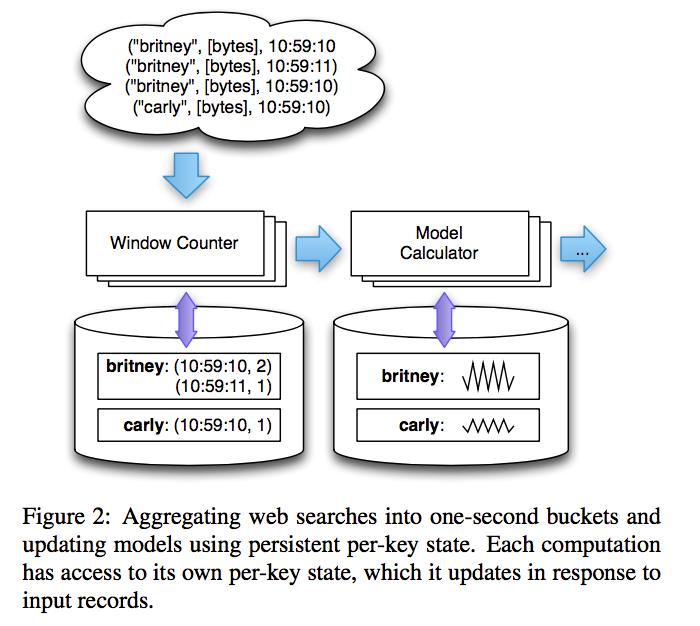 ("britney", [bytes], 10:59:10
("britney", [bytes], 10:59:11)
("britney", [bytes], 10:59:10)
("carly", [bytes], 10:59:10)
Window Counter
Model
Calculator
...
britney: (10:59:10, 2)
(10:59:11, 1)
carly: (10:59:10, 1)
britney:
carly:
Figure 2: Aggregating web searches into one-second buckets and
updating models using persistent per-key state. Each computation
has access to its own per-key state, which it updates in response to
input records.